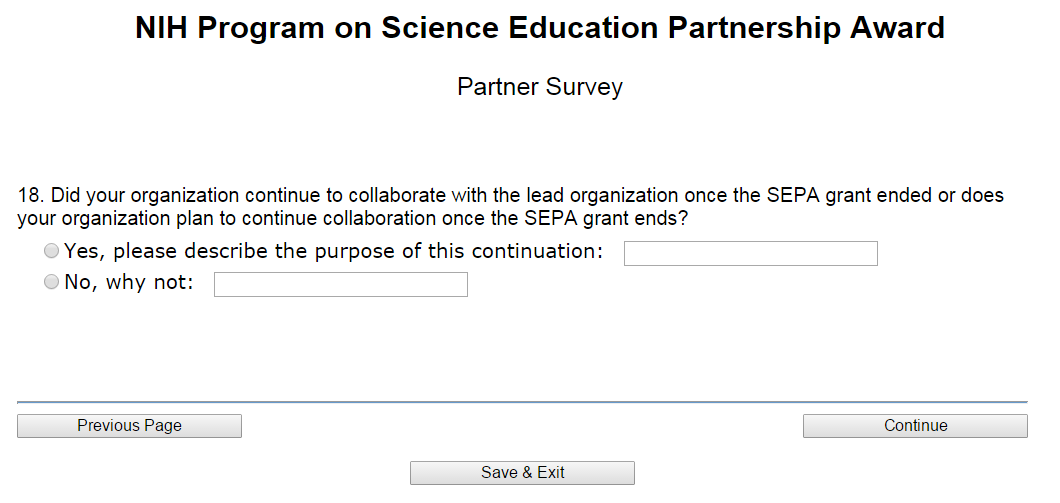 NIH Program on Science Education Partnership Award
Partner Survey
18. Did your organization continue to collaborate with the lead organization once the SEPA grant ended or does
your organization plan to continue collaboration once the SEPA grant ends?
Yes, please describe the purpose of this continuation:
No, why not:
Previous Page
Continue
Save & Exit